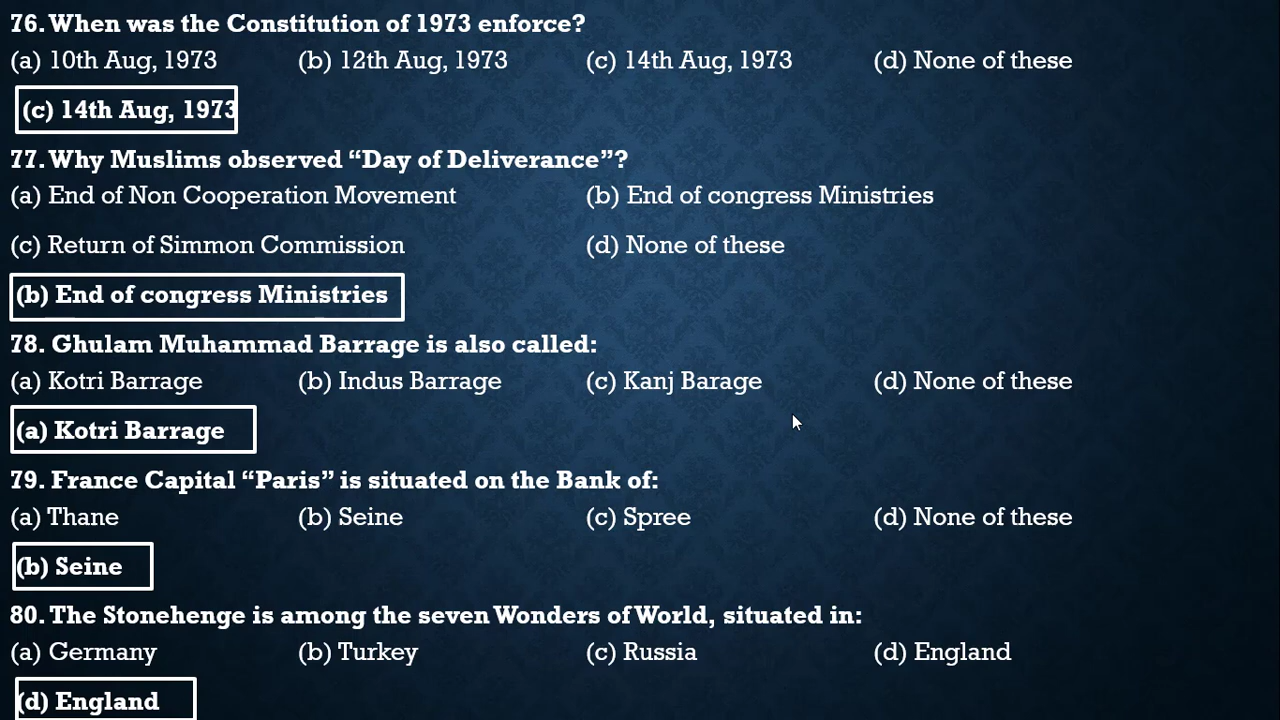 76. When was the Constitution of 1973 enforce?
(a) 10th Aug, 1973 (b) 12th Aug, 1973 (c) 14th Aug, 1973 (d) None of these
(c) 14th Aug, 1973
77. Why Muslims observed “Day of Deliverance”?
(a) End of Non Cooperation Movement (b) End of congress Ministries
(c) Return of Simmon Commission (d) None of these
(b) End of congress Ministries
78. Ghulam Muhammad Barrage is also called:
(a) Kotri Barrage (b) Indus Barrage (c) Kanj Barage (d) None of these
(a) Kotri Barrage
79. France Capital “Paris” is situated on the Bank of:
(a) Thane (b) Seine (c) Spree (d) None of these
(b) Seine
80. The Stonehenge is among the seven Wonders of World, situated in:
(a) Germany (b) Turkey (c) Russia (d) England
(d) England